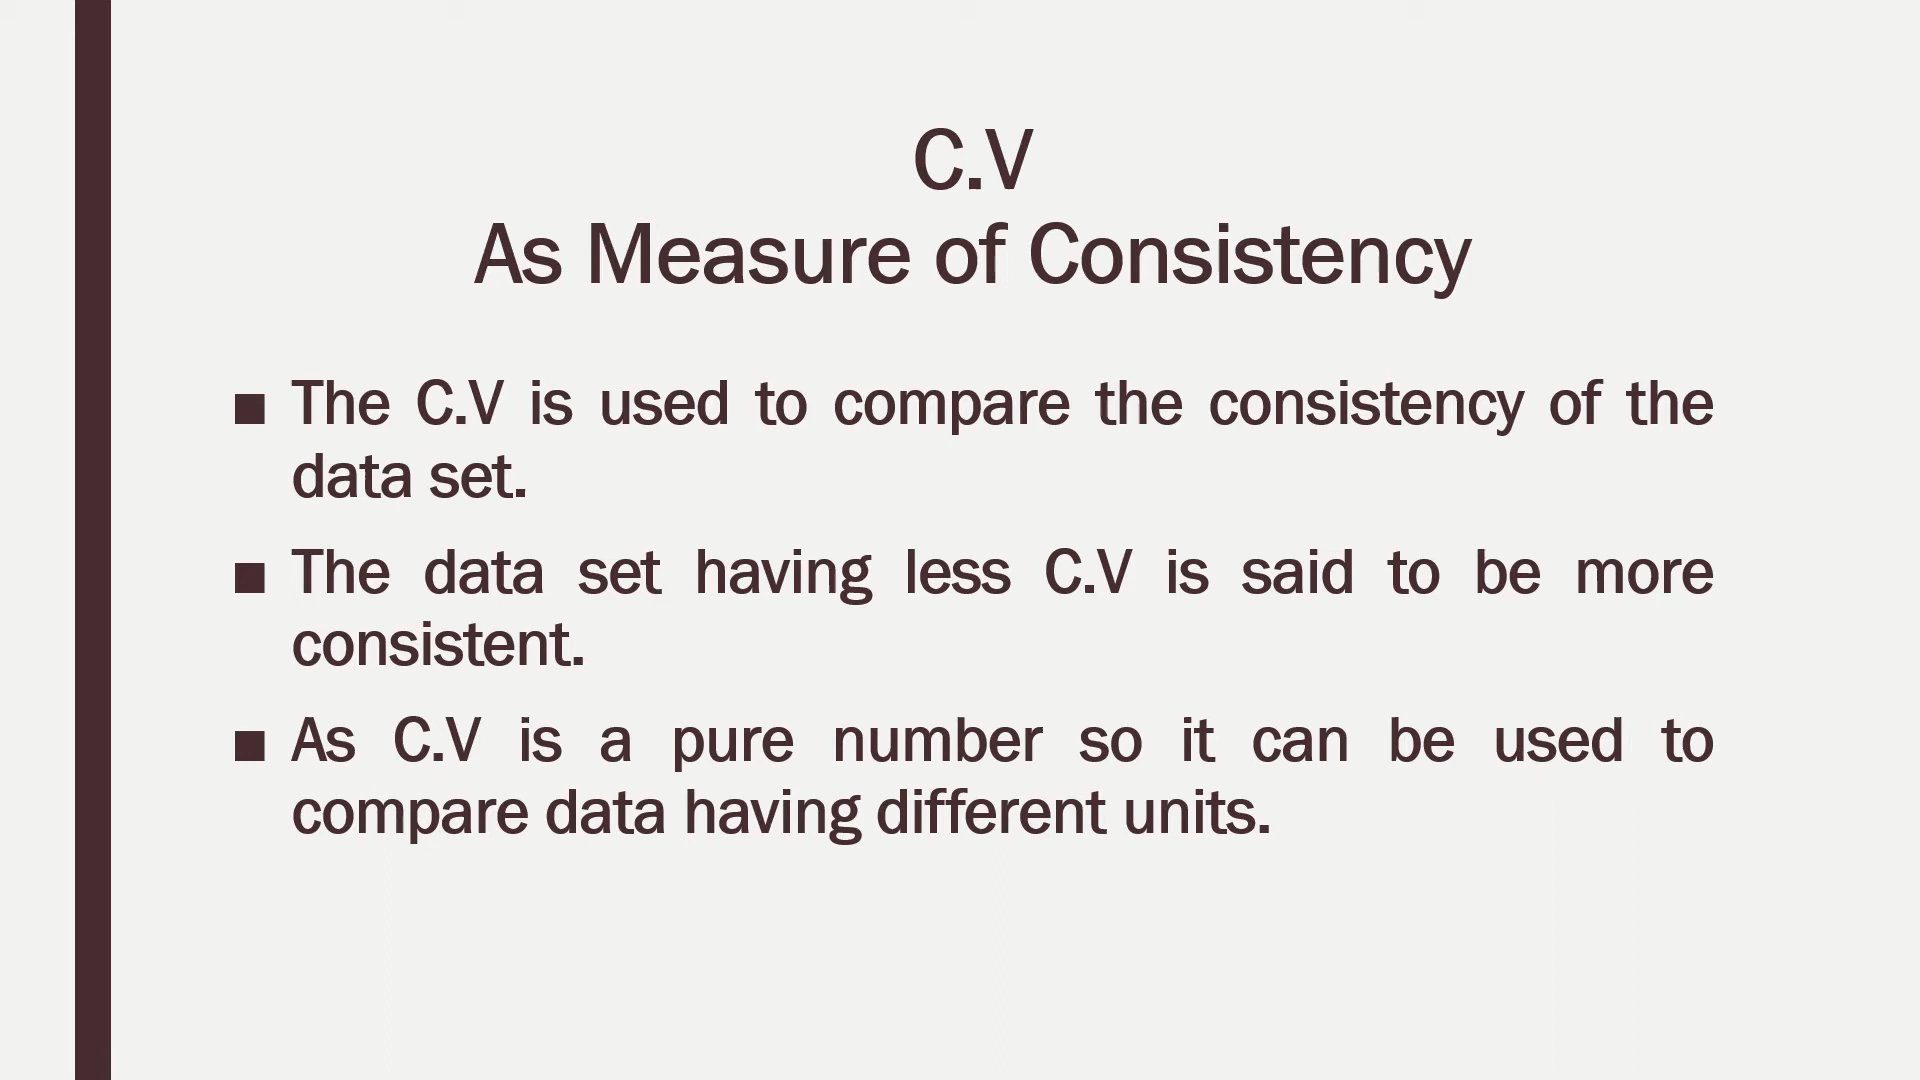 C.V
As Measure of Consistency
■ The C.V is used to compare the consistency of the
data set.
■ The data set having less C.V is said to be more
consistent.
■ As C.V is a pure number so it can be used to
compare data having different units.